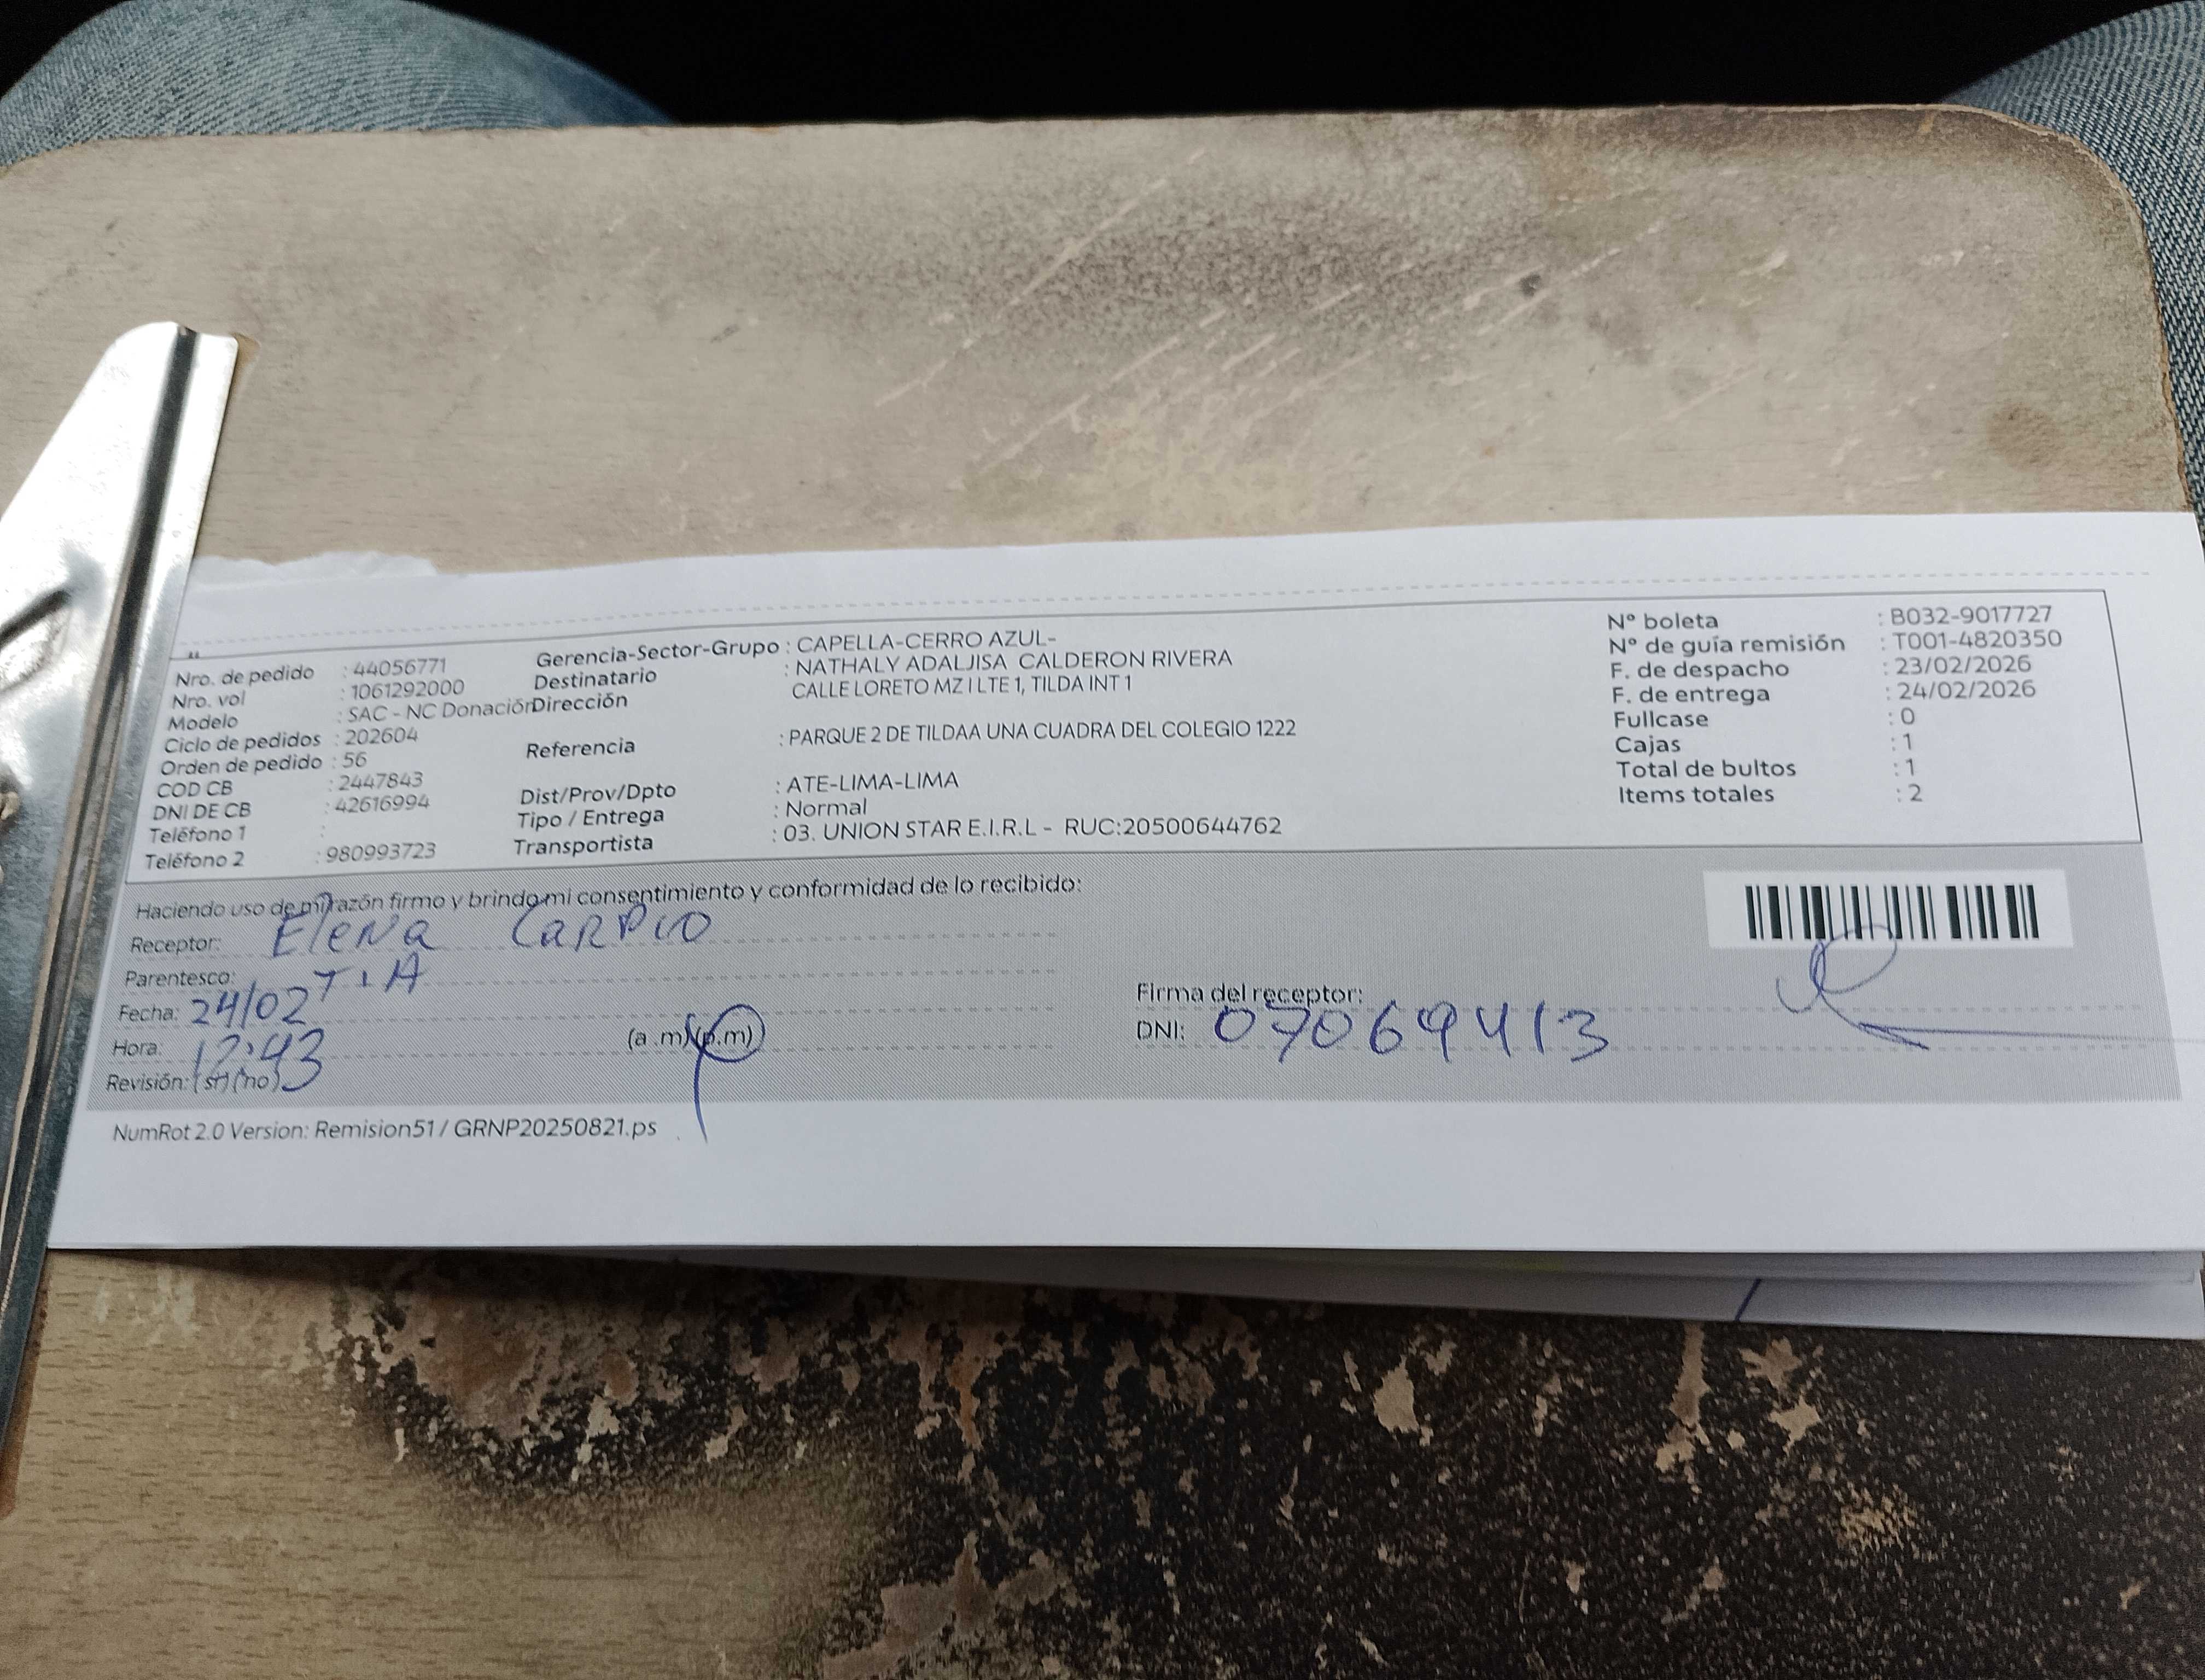 Nro. de pedido : 44056771
Nro. vol : 1061292000
Modelo : SAC - NC Donación
Ciclo de pedidos : 202604
Orden de pedido : 56
COD CB : 2447843
DNI DE CB : 42616994
Teléfono 1 :
Teléfono 2 : 980993723
Gerencia-Sector-Grupo : CAPELLA-CERRO AZUL-
Destinatario : NATHALY ADALJISA CALDERON RIVERA
Dirección CALLE LORETO MZ I LTE 1, TILDA INT 1
Referencia : PARQUE 2 DE TILDAA UNA CUADRA DEL COLEGIO 1222
Dist/Prov/Dpto : ATE-LIMA-LIMA
Tipo / Entrega : Normal
Transportista : 03. UNION STAR E.I.R.L - RUC:20500644762
N° boleta : B032-9017727
N° de guía remisión : T001-4820350
F. de despacho : 23/02/2026
F. de entrega : 24/02/2026
Fullcase : 0
Cajas : 1
Total de bultos : 1
Items totales : 2
Haciendo uso de mi razón firmo y brindo mi consentimiento y conformidad de lo recibido:
Receptor: Elena Carpio
Parentesco: TIA
Fecha: 24/02
Hora: 12:43 (a .m) (p.m)
Revisión: (si) (no)
Firma del receptor:
DNI: 07069413
NumRot 2.0 Version: Remision51 / GRNP20250821.ps